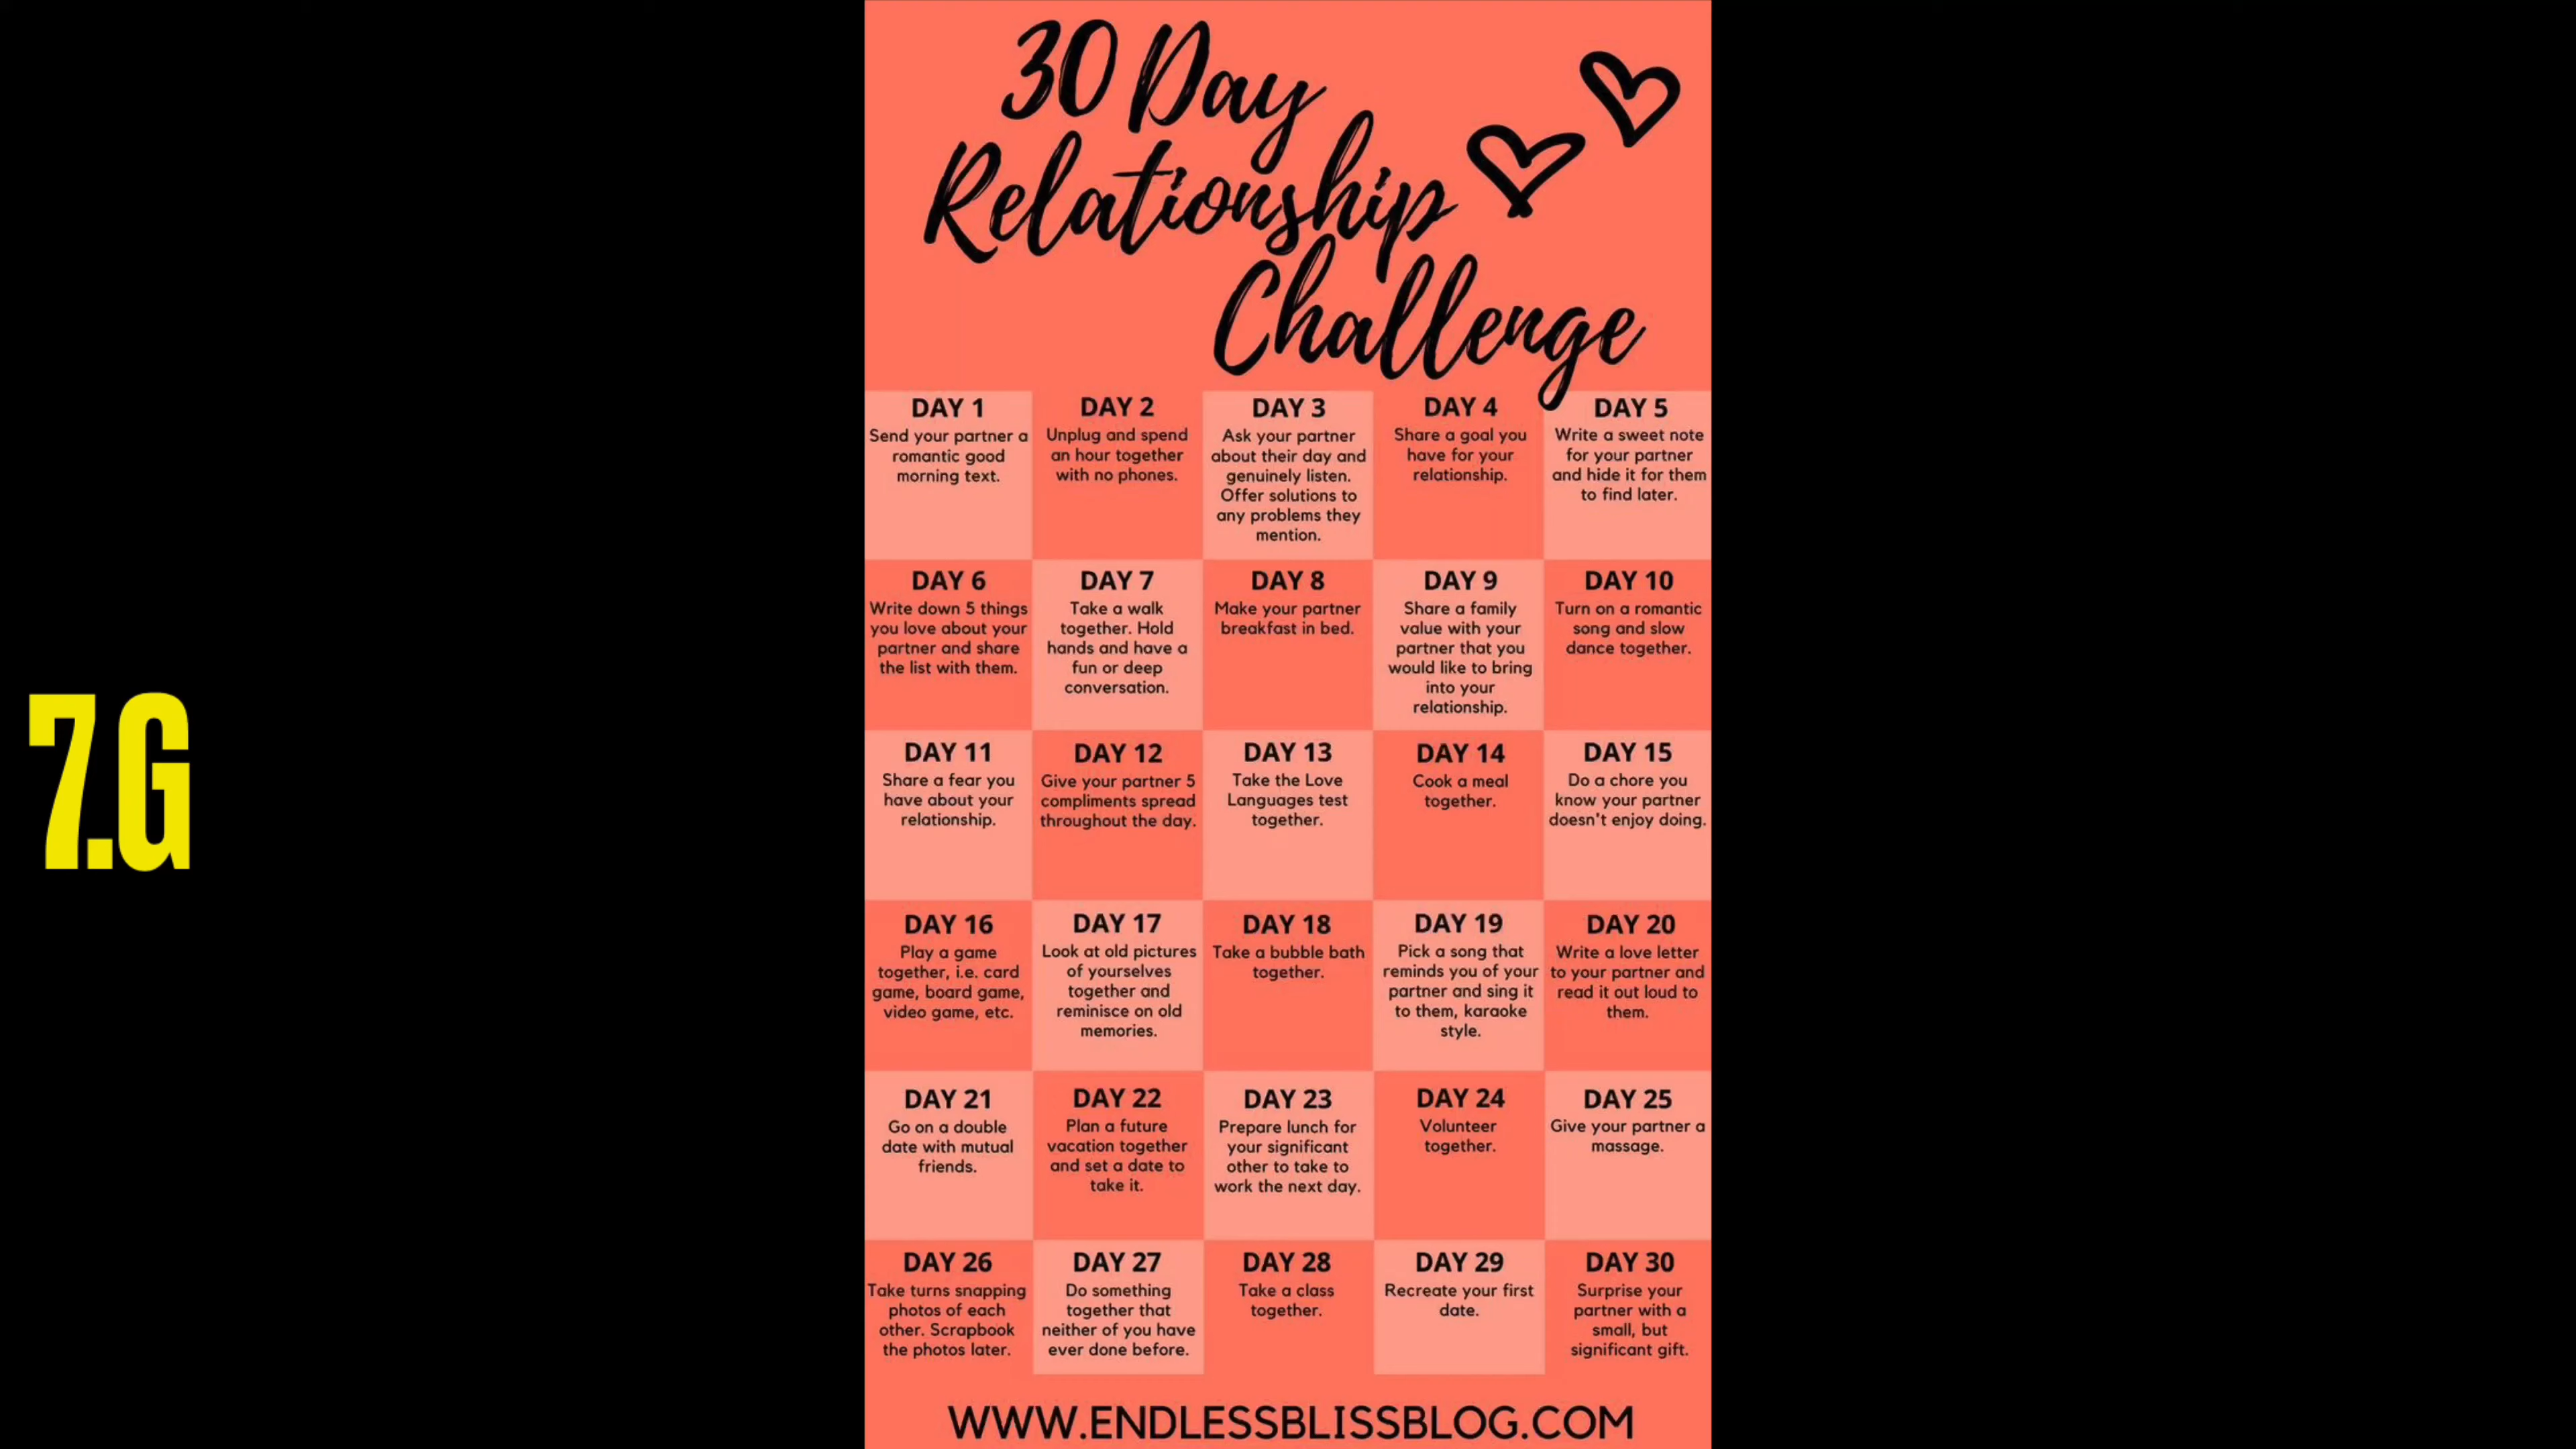 30 Day
Relationship
Challenge
DAY 1
Send your partner a
romantic good
morning text.
DAY 2
Unplug and spend
an hour together
with no phones.
DAY 3
Ask your partner
about their day and
genuinely listen.
Offer solutions to
any problems they
mention.
DAY 4
Share a goal you
have for your
relationship.
DAY 5
Write a sweet note
for your partner
and hide it for them
to find later.
DAY 6
Write down 5 things
you love about your
partner and share
the list with them.
DAY 7
Take a walk
together. Hold
hands and have a
fun or deep
conversation.
DAY 8
Make your partner
breakfast in bed.
DAY 9
Share a family
value with your
partner that you
would like to bring
into your
relationship.
DAY 10
Turn on a romantic
song and slow
dance together.
7.G
DAY 11
Share a fear you
have about your
relationship.
DAY 12
Give your partner 5
compliments spread
throughout the day.
DAY 13
Take the Love
Languages test
together.
DAY 14
Cook a meal
together.
DAY 15
Do a chore you
know your partner
doesn't enjoy doing.
DAY 16
Play a game
together, i.e. card
game, board game,
video game, etc.
DAY 17
Look at old pictures
of yourselves
together and
reminisce on old
memories.
DAY 18
Take a bubble bath
together.
DAY 19
Pick a song that
reminds you of your
partner and sing it
to them, karaoke
style.
DAY 20
Write a love letter
to your partner and
read it out loud to
them.
DAY 21
Go on a double
date with mutual
friends.
DAY 22
Plan a future
vacation together
and set a date to
take it.
DAY 23
Prepare lunch for
your significant
other to take to
work the next day.
DAY 24
Volunteer
together.
DAY 25
Give your partner a
massage.
DAY 26
Take turns snapping
photos of each
other. Scrapbook
the photos later.
DAY 27
Do something
together that
neither of you have
ever done before.
DAY 28
Take a class
together.
DAY 29
Recreate your first
date.
DAY 30
Surprise your
partner with a
small, but
significant gift.
WWW.ENDLESSBLISSBLOG.COM